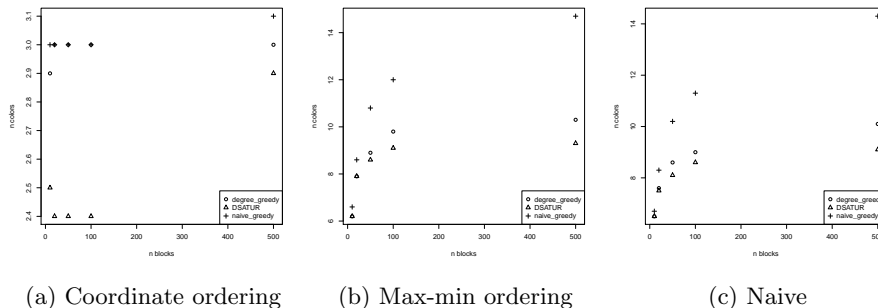 3.1
3.0
2.9
2.8
2.7
2.6
2.5
2.4
n colors
0 100 200 300 400 500
n blocks
degree_greedy
DSATUR
naive_greedy
(a) Coordinate ordering
14
12
10
8
6
n colors
0 100 200 300 400 500
n blocks
degree_greedy
DSATUR
naive_greedy
(b) Max-min ordering
14
12
10
8
n colors
0 100 200 300 400 500
n blocks
degree_greedy
DSATUR
naive_greedy
(c) Naive